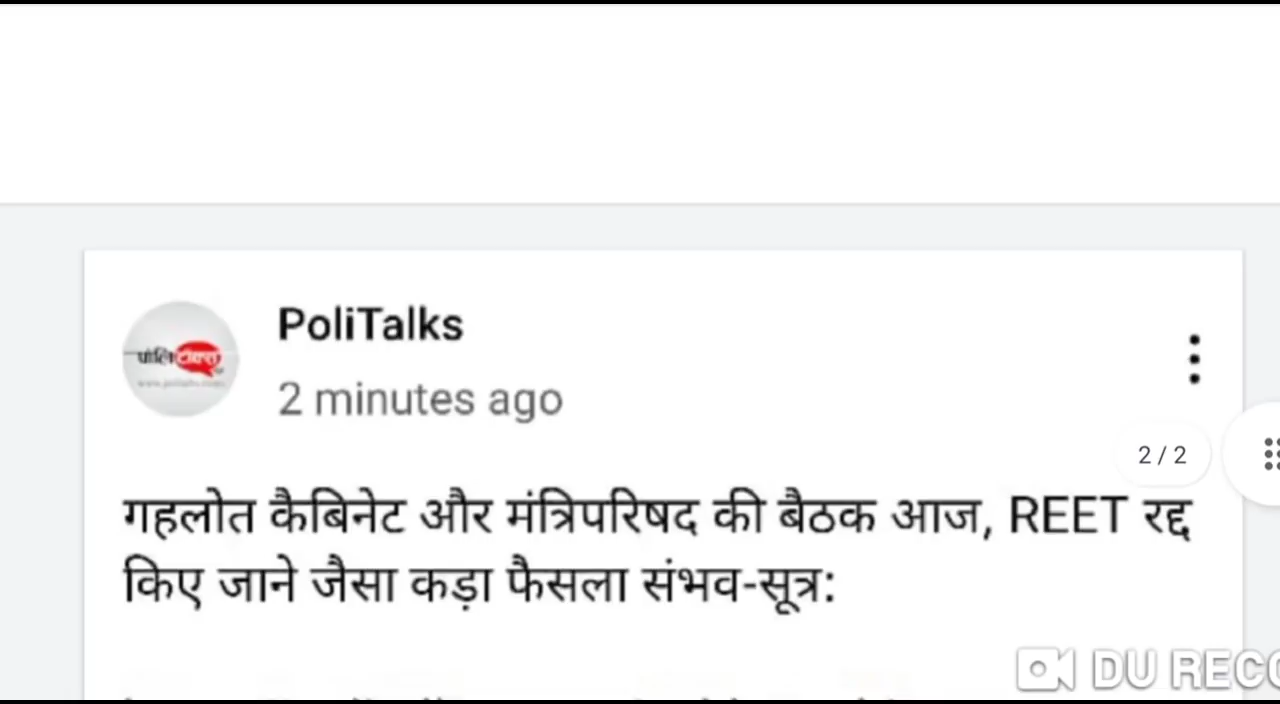 PoliTalks
2 minutes ago
2 / 2
गहलोत कैबिनेट और मंत्रिपरिषद की बैठक आज, REET रद्द
किए जाने जैसा कड़ा फैसला संभव-सूत्र:
DU RECO